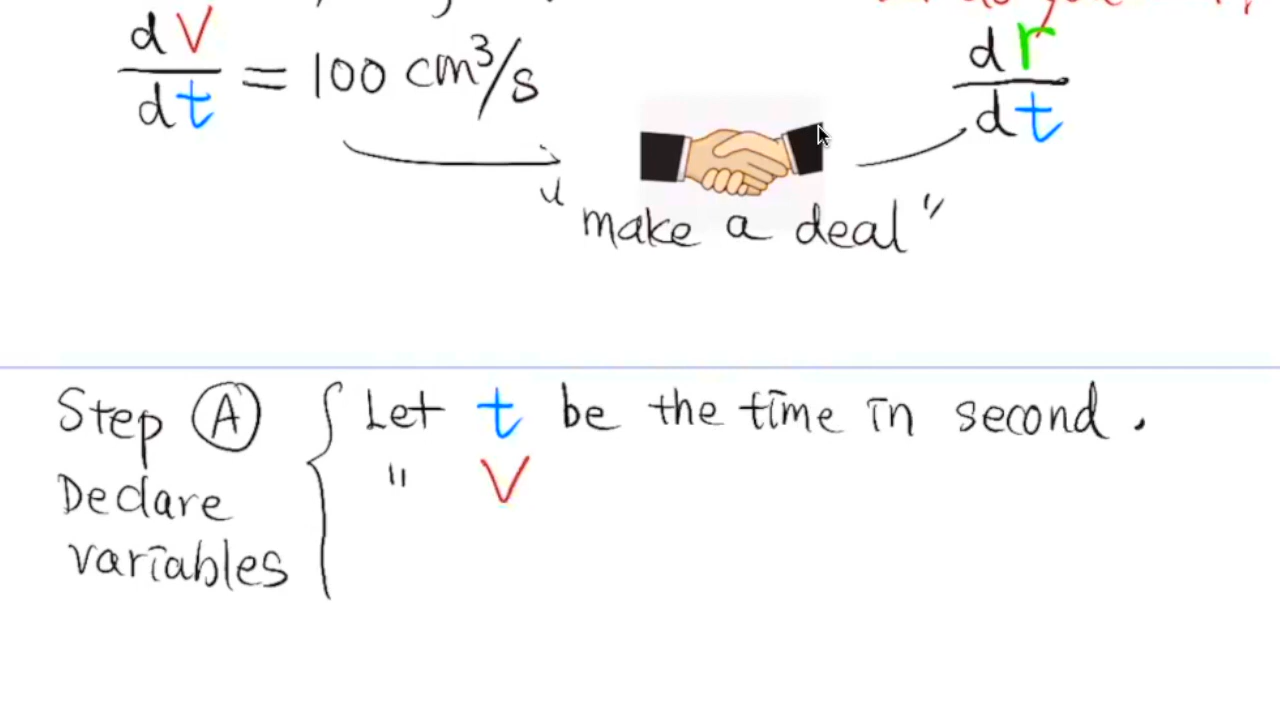 dV/dt = 100 cm³/s
dr/dt
"make a deal"
Step Ⓐ { Let t be the time in second.
Declare " V
variables